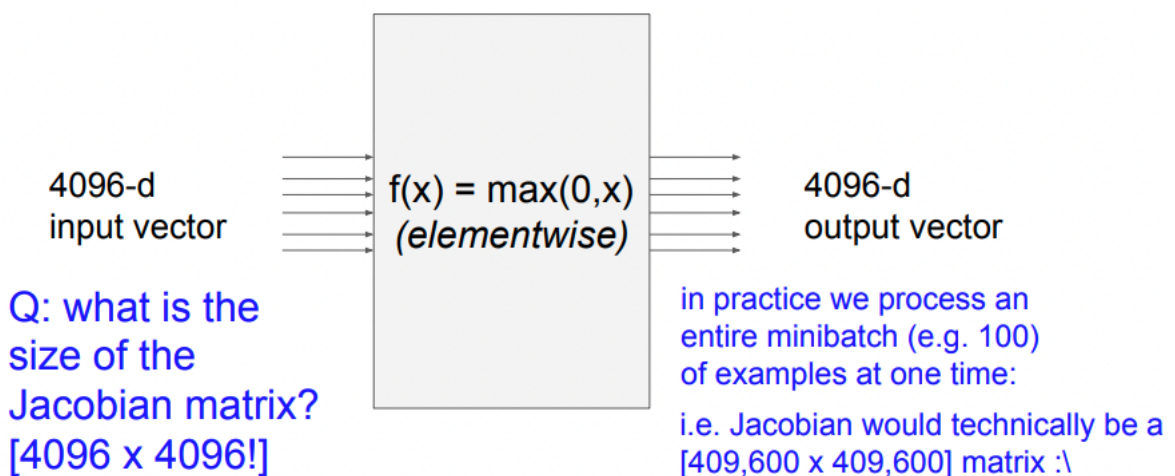 4096-d
input vector
f(x) = max(0,x)
(elementwise)
4096-d
output vector
Q: what is the
size of the
Jacobian matrix?
[4096 x 4096!]
in practice we process an
entire minibatch (e.g. 100)
of examples at one time:
i.e. Jacobian would technically be a
[409,600 x 409,600] matrix :\